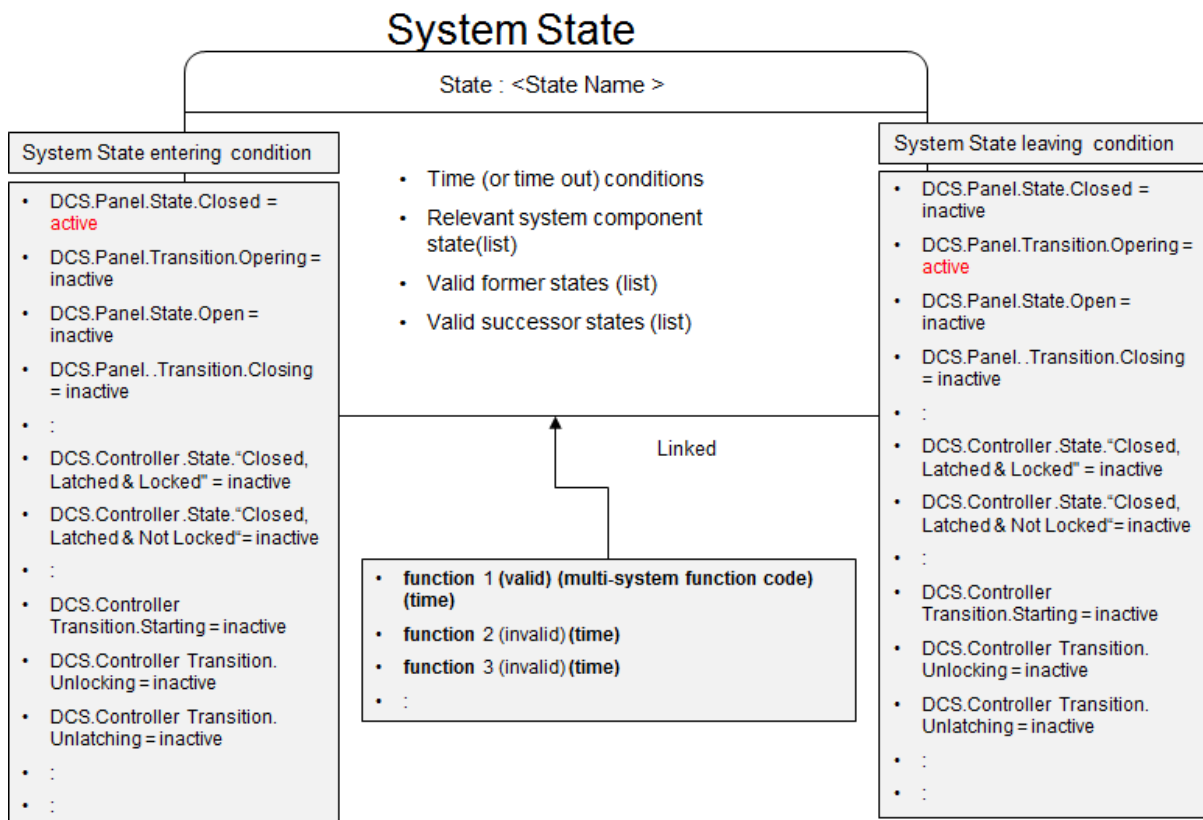 System State
State : <State Name >
System State entering condition
• DCS.Panel.State.Closed =
active
• DCS.Panel.Transition.Opering =
inactive
• DCS.Panel.State.Open =
inactive
• DCS.Panel. .Transition.Closing
= inactive
• :
• DCS.Controller .State.“Closed,
Latched & Locked" = inactive
• DCS.Controller .State.“Closed,
Latched & Not Locked“= inactive
• :
• DCS.Controller
Transition.Starting = inactive
• DCS.Controller Transition.
Unlocking = inactive
• DCS.Controller Transition.
Unlatching = inactive
• :
• :
• Time (or time out) conditions
• Relevant system component
state(list)
• Valid former states (list)
• Valid successor states (list)
Linked
• function 1 (valid) (multi-system function code)
(time)
• function 2 (invalid) (time)
• function 3 (invalid) (time)
• :
System State leaving condition
• DCS.Panel.State.Closed =
inactive
• DCS.Panel.Transition.Opering =
active
• DCS.Panel.State.Open =
inactive
• DCS.Panel. .Transition.Closing
= inactive
• :
• DCS.Controller .State.“Closed,
Latched & Locked" = inactive
• DCS.Controller .State.“Closed,
Latched & Not Locked“= inactive
• :
• DCS.Controller
Transition.Starting = inactive
• DCS.Controller Transition.
Unlocking = inactive
• DCS.Controller Transition.
Unlatching = inactive
• :
• :